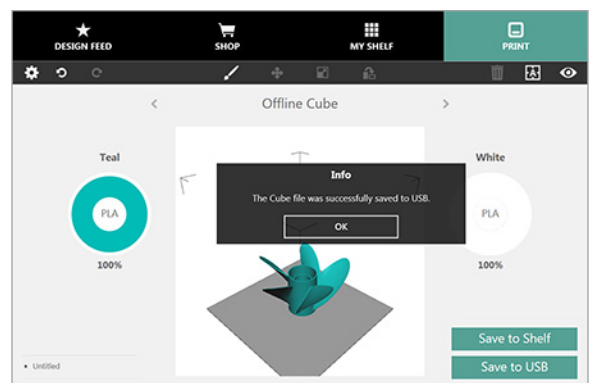 DESIGN FEED
SHOP
MY SHELF
PRINT
A
Offline Cube
Teal
White
Info
The Cube file was successfully saved to USB.
OK
PLA
PLA
100%
100%
Save to Shelf
Untitled
Save to USB